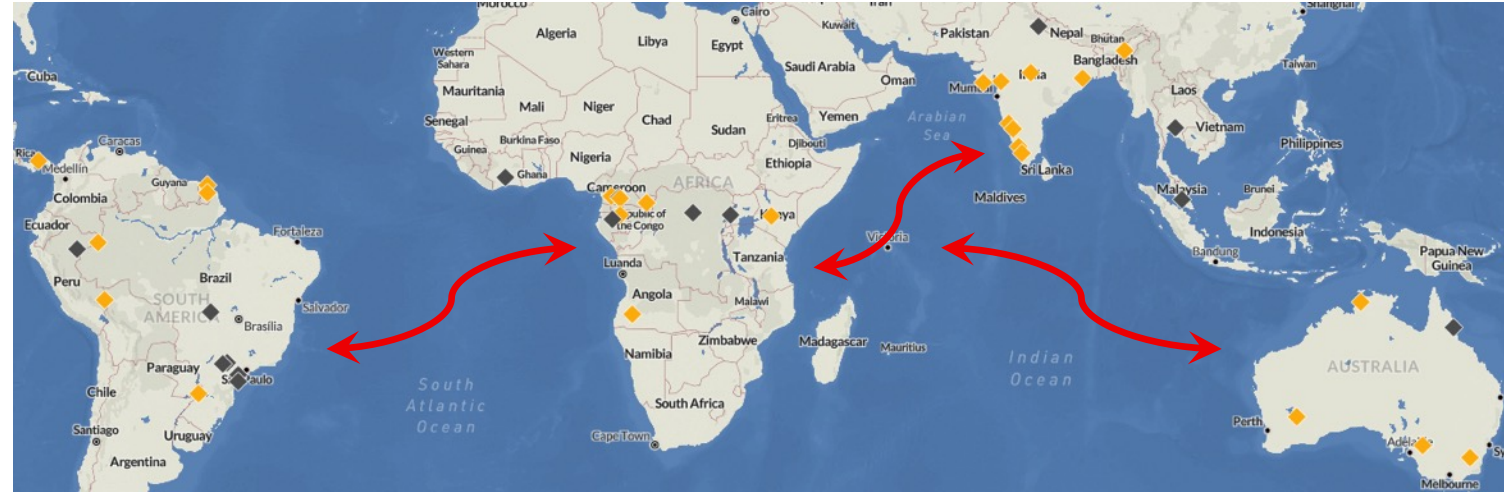 Morocco
Cairo
Iran
Shanghai
Algeria
Libya
Egypt
Kuwait
Pakistan
Nepal
Bhutan
Western
Sahara
Saudi Arabia
Oman
India
Bangladesh
Taiwan
Cuba
Mauritania
Mali
Niger
Chad
Sudan
Eritrea
Yemen
Mumbai
Arabian
Sea
Laos
Vietnam
Philippines
Senegal
Burkina Faso
Guinea
Ghana
Nigeria
Djibouti
Ethiopia
Caracas
Rica
Medellín
Colombia
Guyana
Cameroon
AFRICA
Sri Lanka
Maldives
Malaysia
Brunei
Ecuador
Fortaleza
Republic of
the Congo
Kenya
Victoria
Indonesia
Bandung
Papua New
Guinea
Peru
Brazil
SOUTH
AMERICA
Salvador
Brasília
Luanda
Angola
Tanzania
Malawi
Paraguay
São Paulo
Namibia
Zimbabwe
Madagascar
Mauritius
Indian
Ocean
AUSTRALIA
Chile
South
Atlantic
Ocean
South Africa
Santiago
Uruguay
Argentina
Cape Town
Perth
Adelaide
Sy
Melbourne